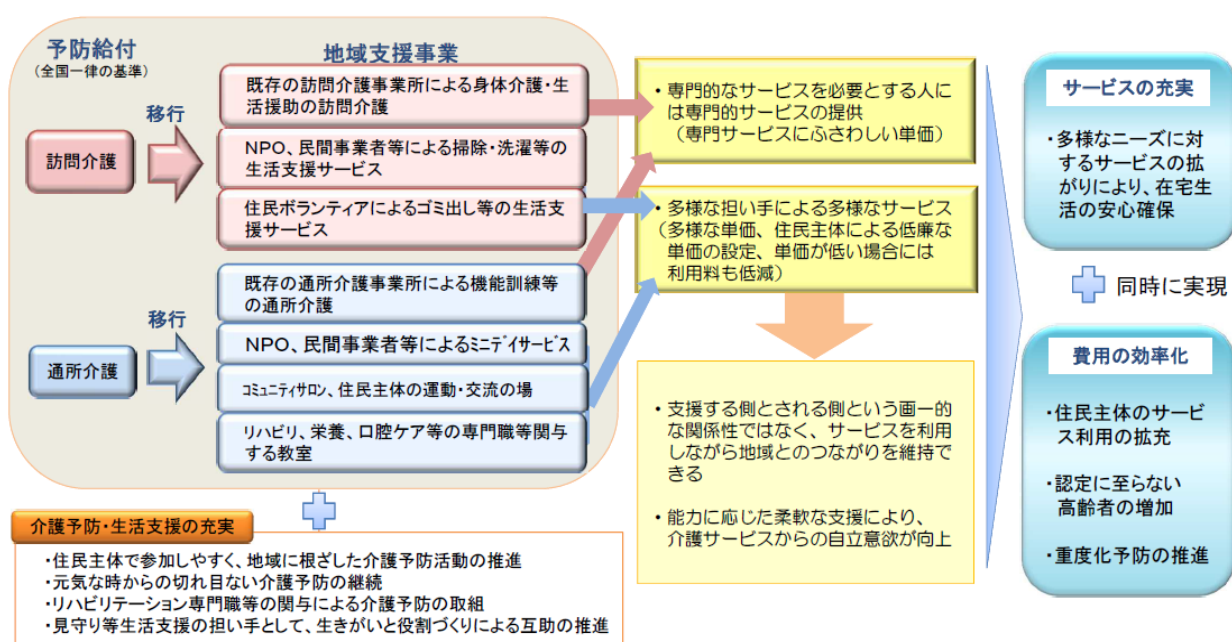 予防給付
(全国一律の基準)
地域支援事業
移行
訪問介護
既存の訪問介護事業所による身体介護・生
活援助の訪問介護
NPO、民間事業者等による掃除・洗濯等の
生活支援サービス
住民ボランティアによるゴミ出し等の生活支
援サービス
移行
通所介護
既存の通所介護事業所による機能訓練等
の通所介護
NPO、民間事業者等によるミニデイサービス
コミュニティサロン、住民主体の運動・交流の場
リハビリ、栄養、口腔ケア等の専門職等関与
する教室
介護予防・生活支援の充実
・住民主体で参加しやすく、地域に根ざした介護予防活動の推進
・元気な時からの切れ目ない介護予防の継続
・リハビリテーション専門職等の関与による介護予防の取組
・見守り等生活支援の担い手として、生きがいと役割づくりによる互助の推進
・専門的なサービスを必要とする人に
は専門的サービスの提供
(専門サービスにふさわしい単価)
・多様な担い手による多様なサービス
(多様な単価、住民主体による低廉な
単価の設定、単価が低い場合には
利用料も低減)
・支援する側とされる側という画一的
な関係性ではなく、サービスを利用
しながら地域とのつながりを維持で
きる
・能力に応じた柔軟な支援により、
介護サービスからの自立意欲が向上
サービスの充実
・多様なニーズに対
するサービスの拡
がりにより、在宅生
活の安心確保
同時に実現
費用の効率化
・住民主体のサービ
ス利用の拡充
・認定に至らない
高齢者の増加
・重度化予防の推進